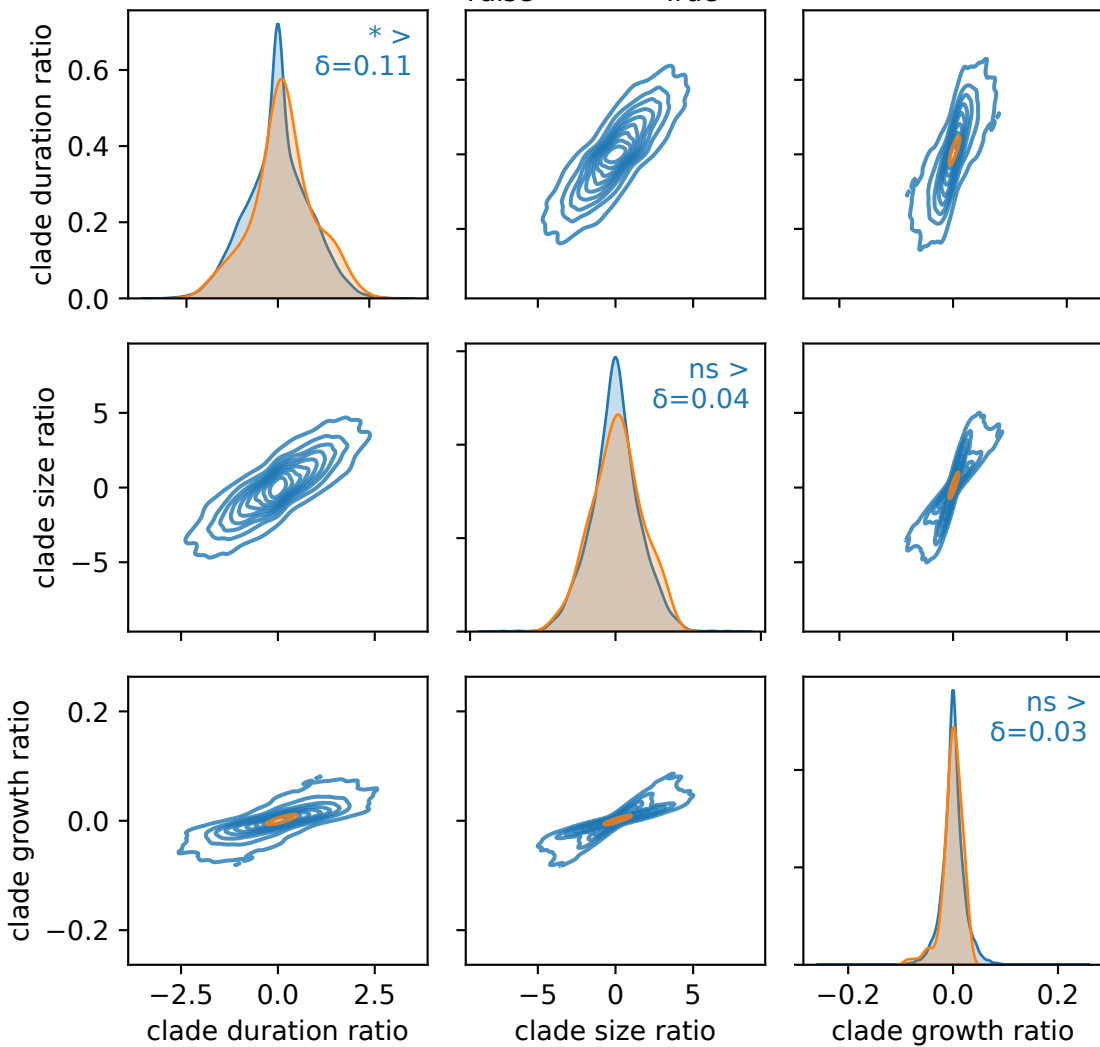 True
clade duration ratio
0.6
0.4
0.2
0.0
* >
δ=0.11
clade size ratio
5
0
−5
ns >
δ=0.04
clade growth ratio
0.2
0.0
−0.2
ns >
δ=0.03
−2.5 0.0 2.5
clade duration ratio
−5 0 5
clade size ratio
−0.2 0.0 0.2
clade growth ratio